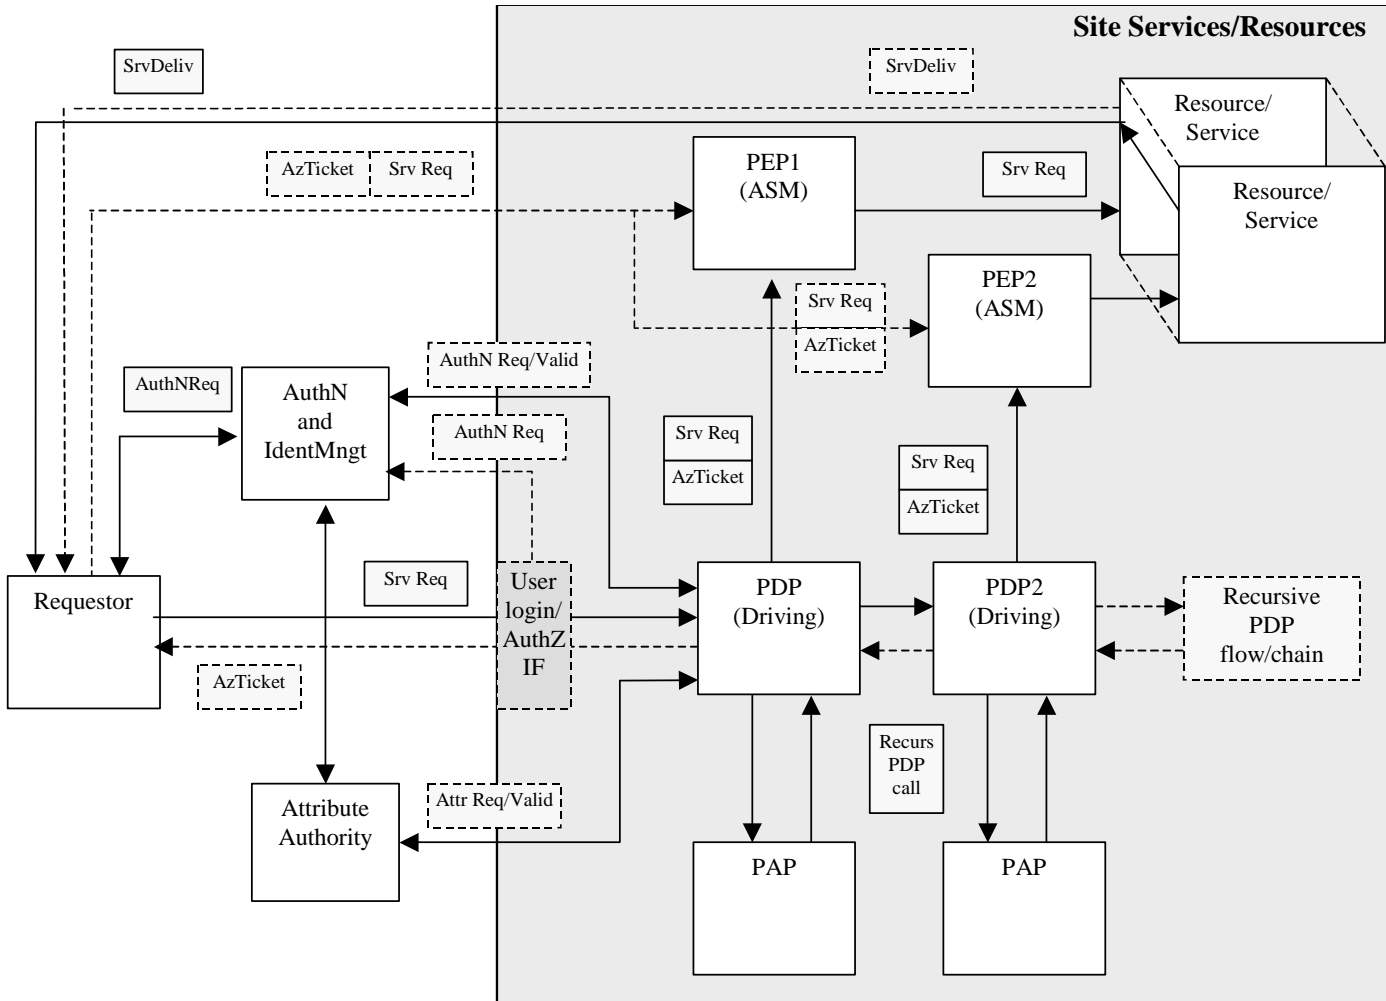 Site Services/Resources
SrvDeliv
SrvDeliv
Resource/
Service
AzTicket
Srv Req
PEP1
(ASM)
Srv Req
Resource/
Service
PEP2
(ASM)
Srv Req
AzTicket
AuthN Req/Valid
AuthNReq
AuthN
and
IdentMngt
AuthN Req
Srv Req
AzTicket
Srv Req
AzTicket
Srv Req
User
login/
AuthZ
IF
Requestor
PDP
(Driving)
PDP2
(Driving)
Recursive
PDP
flow/chain
AzTicket
Recurs
PDP
call
Attr Req/Valid
Attribute
Authority
PAP
PAP